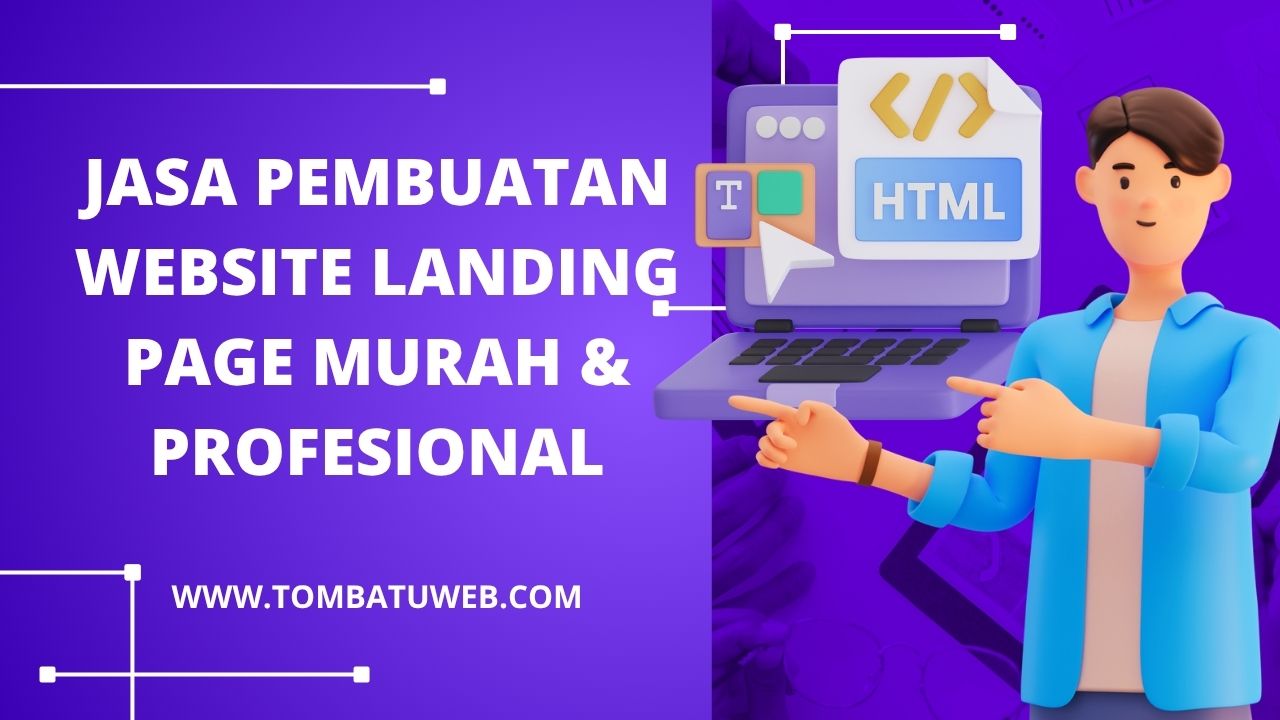 JASA PEMBUATAN
WEBSITE LANDING
PAGE MURAH &
PROFESIONAL
WWW.TOMBATUWEB.COM
T
</>
HTML